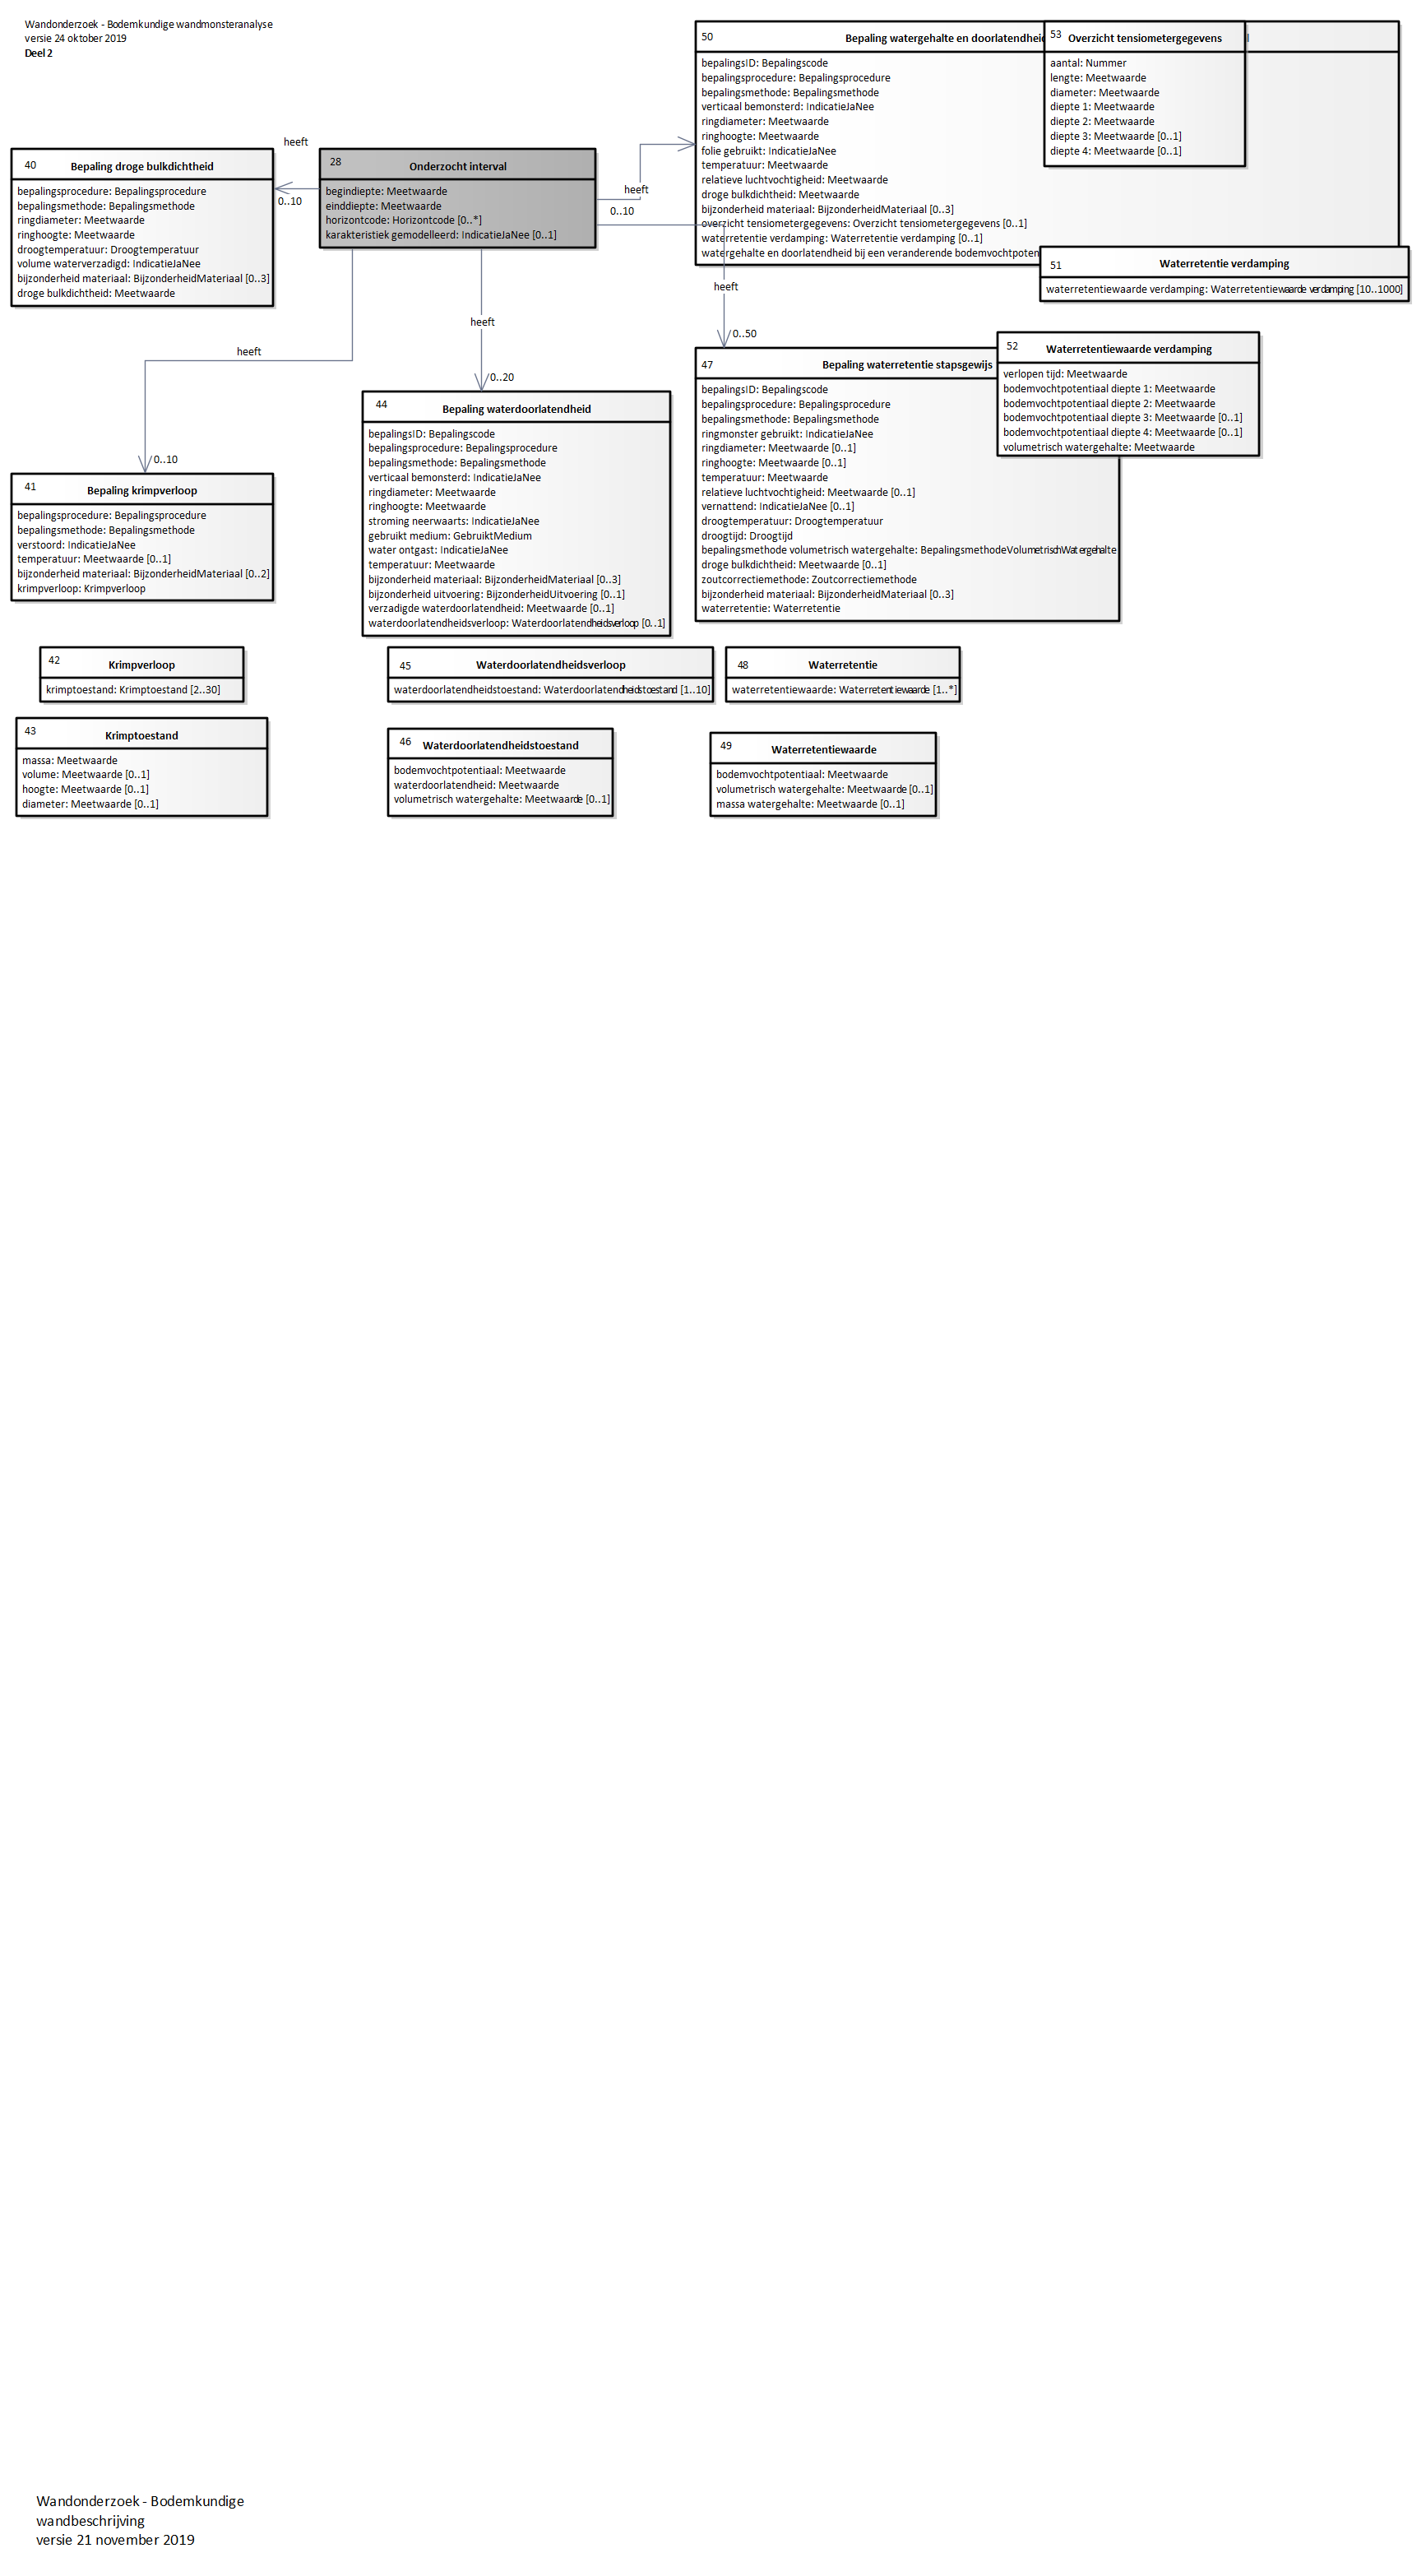 Wandonderzoek - Bodemkundige wandmonsteranalyse
versie 24 oktober 2019
Deel 2
40
Bepaling droge bulkdichtheid
bepalingsprocedure: Bepalingsprocedure
bepalingsmethode: Bepalingsmethode
ringdiameter: Meetwaarde
ringhoogte: Meetwaarde
droogtemperatuur: Droogtemperatuur
volume waterverzadigd: IndicatieJaNee
bijzonder materiaal: BijzonderheidMateriaal [0..3]
droge bulkdichtheid: Meetwaarde
heeft
0..10
28
Onderzocht interval
begindiepte: Meetwaarde
einddiepte: Meetwaarde
horizontcode: Horizontcode [0..*]
karakteristiek gemodelleerd: IndicatieJaNee [0..1]
heeft
0..10
50
Bepaling watergehalte en doorlatendheid
bepalingsID: Bepalingscode
bepalingsprocedure: Bepalingsprocedure
bepalingsmethode: Bepalingsmethode
verticaal bemonsterd: IndicatieJaNee
ringdiameter: Meetwaarde
ringhoogte: Meetwaarde
folie gebruikt: IndicatieJaNee
temperatuur: Meetwaarde
relatieve luchtvochtigheid: Meetwaarde
droge bulkdichtheid: Meetwaarde
bijzonderheid materiaal: BijzonderheidMateriaal [0..3]
overzicht tensiometergegevens: Overzicht tensiometergegevens [0..1]
waterretentie verdamping: Waterretentie verdamping [0..1]
watergehalte en doorlatendheid bij een veranderende bodemvochtpoten
53
Overzicht tensiometergegevens
aantal: Nummer
lengte: Meetwaarde
diameter: Meetwaarde
diepte 1: Meetwaarde
diepte 2: Meetwaarde
diepte 3: Meetwaarde [0..1]
diepte 4: Meetwaarde [0..1]
51
Waterretentie verdamping
waterretentiewaarde verdamping: Waterretentiewaarde verdamping [10..1000]
heeft
0..50
47
Bepaling waterretentie stapsgewijs
bepalingsID: Bepalingscode
bepalingsprocedure: Bepalingsprocedure
bepalingsmethode: Bepalingsmethode
ringmonster gebruikt: IndicatieJaNee
ringdiameter: Meetwaarde [0..1]
ringhoogte: Meetwaarde [0..1]
temperatuur: Meetwaarde
relatieve luchtvochtigheid: Meetwaarde [0..1]
vernattend: IndicatieJaNee [0..1]
droogtemperatuur: Droogtemperatuur
droogtijd: Droogtijd
bepalingsmethode volumetrisch watergehalte: BepalingsmethodeVolumetrischWatergehalte
droge bulkdichtheid: Meetwaarde [0..1]
zoutcorrectiemethode: Zoutcorrectiemethode
bijzonderheid materiaal: BijzonderheidMateriaal [0..3]
waterretentie: Waterretentie
52
Waterretentiewaarde verdamping
verlopen tijd: Meetwaarde
bodemvochtpotentiaal diepte 1: Meetwaarde
bodemvochtpotentiaal diepte 2: Meetwaarde
bodemvochtpotentiaal diepte 3: Meetwaarde [0..1]
bodemvochtpotentiaal diepte 4: Meetwaarde [0..1]
volumetrisch watergehalte: Meetwaarde
heeft
0..20
44
Bepaling waterdoorlatendheid
bepalingsID: Bepalingscode
bepalingsprocedure: Bepalingsprocedure
bepalingsmethode: Bepalingsmethode
verticaal bemonsterd: IndicatieJaNee
ringdiameter: Meetwaarde
ringhoogte: Meetwaarde
stroming neerwaarts: IndicatieJaNee
gebruikt medium: GebruiktMedium
water ontgast: IndicatieJaNee
temperatuur: Meetwaarde
bijzonderheid materiaal: BijzonderheidMateriaal [0..3]
bijzonderheid uitvoering: BijzonderheidUitvoering [0..1]
verzadigde waterdoorlatendheid: Meetwaarde [0..1]
waterdoorlatendheidsverloop: Waterdoorlatendheidsverloop [0..1]
heeft
0..10
41
Bepaling krimpverloop
bepalingsprocedure: Bepalingsprocedure
bepalingsmethode: Bepalingsmethode
verstoord: IndicatieJaNee
temperatuur: Meetwaarde [0..1]
bijzonder materiaal: BijzonderheidMateriaal [0..2]
krimpverloop: Krimpverloop
42
Krimpverloop
krimptoestand: Krimptoestand [2..30]
45
Waterdoorlatendheidsverloop
waterdoorlatendheidstoestand: Waterdoorlatendheidstoestand [1..10]
48
Waterretentie
waterretentiewaarde: Waterretentiewaarde [1..*]
43
Krimptoestand
massa: Meetwaarde
volume: Meetwaarde [0..1]
hoogte: Meetwaarde [0..1]
diameter: Meetwaarde [0..1]
46
Waterdoorlatendheidstoestand
bodemvochtpotentiaal: Meetwaarde
waterdoorlatendheid: Meetwaarde
volumetrisch watergehalte: Meetwaarde [0..1]
49
Waterretentiewaarde
bodemvochtpotentiaal: Meetwaarde
volumetrisch watergehalte: Meetwaarde [0..1]
massa watergehalte: Meetwaarde [0..1]
Wandonderzoek - Bodemkundige
wandbeschrijving
versie 21 november 2019